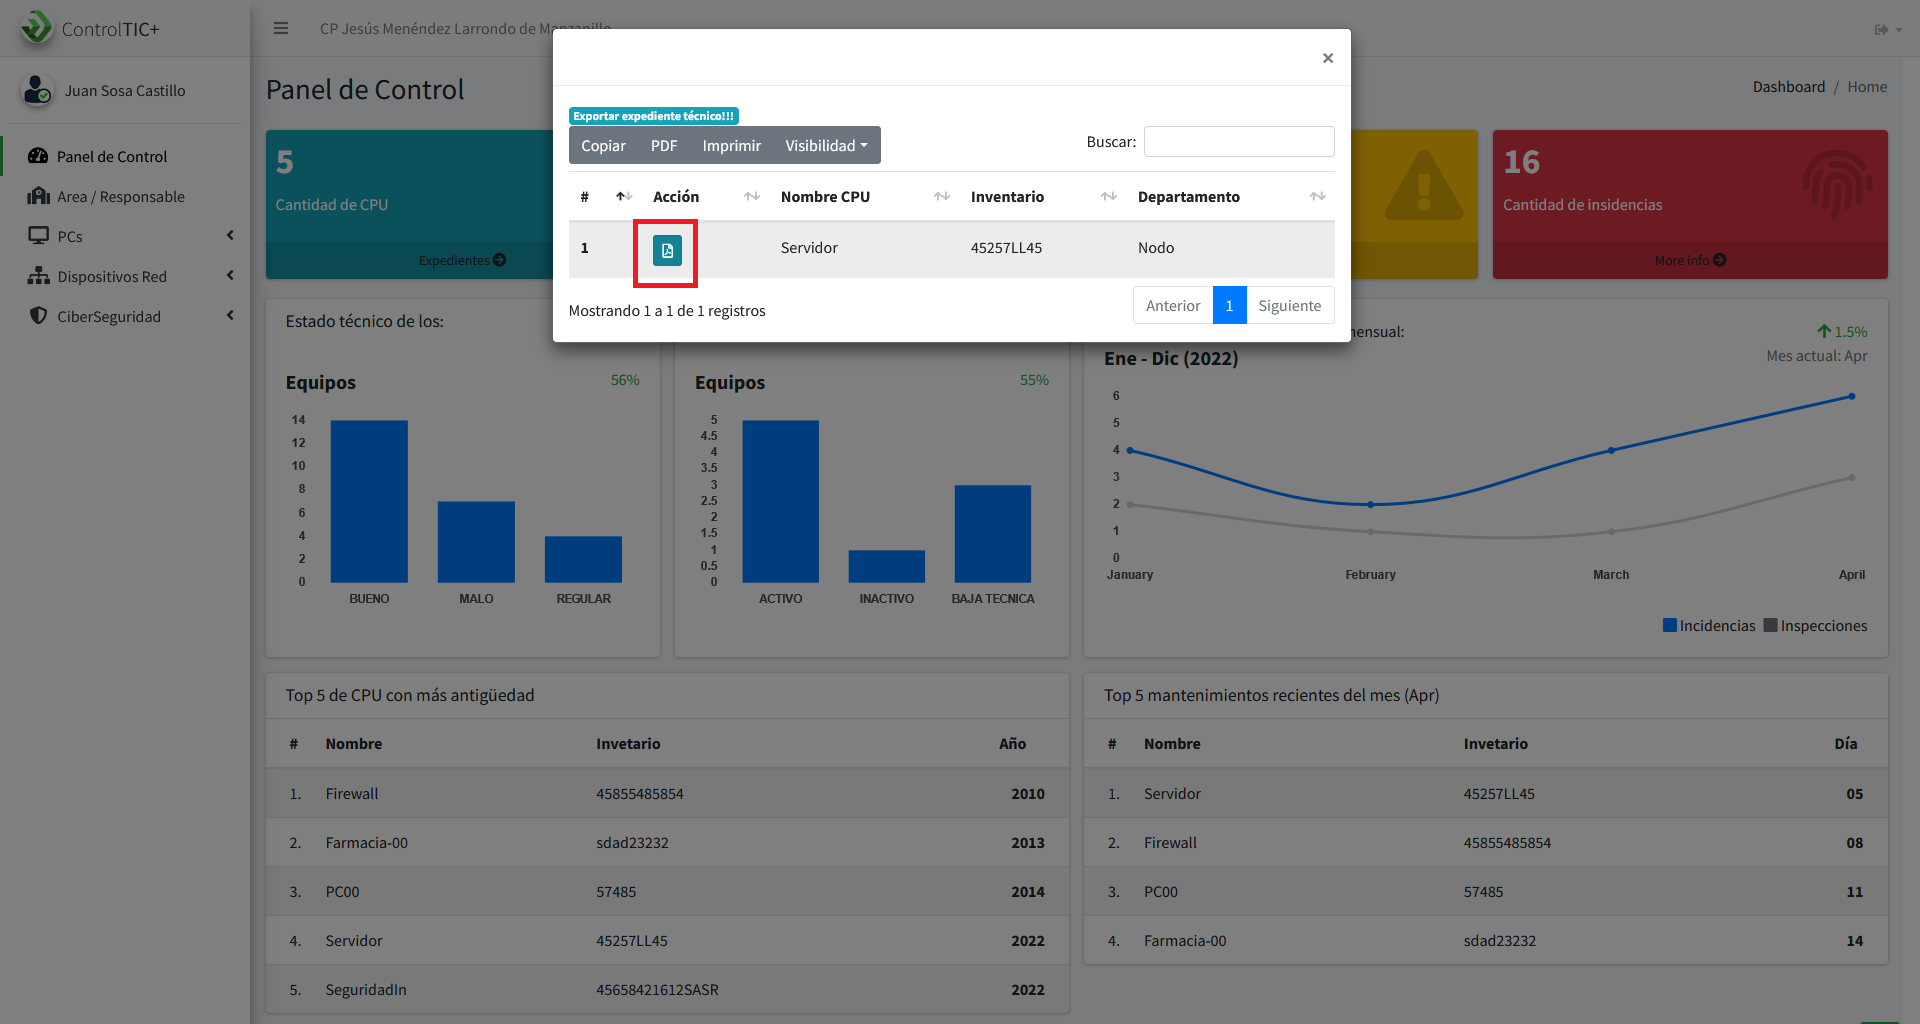 ControlTIC+
CP Jesús Menéndez Larrondo de Manzanillo
Juan Sosa Castillo
Panel de Control
Area / Responsable
PCs
Dispositivos Red
CiberSeguridad
Panel de Control
Dashboard / Home
×
Exportar expediente técnico!!!
Copiar PDF Imprimir Visibilidad
Buscar:
# Acción Nombre CPU Inventario Departamento
1 Servidor 45257LL45 Nodo
Mostrando 1 a 1 de 1 registros
Anterior 1 Siguiente
5
Cantidad de CPU
Expedientes
16
Cantidad de insidencias
More info
Estado técnico de los:
Equipos 56%
14
12
10
8
6
4
2
0
BUENO MALO REGULAR
Equipos 55%
5
4.5
4
3.5
3
2.5
2
1.5
1
0.5
0
ACTIVO INACTIVO BAJA TECNICA
mensual:
1.5%
Ene - Dic (2022)
Mes actual: Apr
6
5
4
3
2
1
0
January February March April
Incidencias Inspecciones
Top 5 de CPU con más antigüedad
# Nombre Invetario Año
1. Firewall 45855485854 2010
2. Farmacia-00 sdad23232 2013
3. PC00 57485 2014
4. Servidor 45257LL45 2022
5. SeguridadIn 45658421612SASR 2022
Top 5 mantenimientos recientes del mes (Apr)
# Nombre Invetario Día
1. Servidor 45257LL45 05
2. Firewall 45855485854 08
3. PC00 57485 11
4. Farmacia-00 sdad23232 14